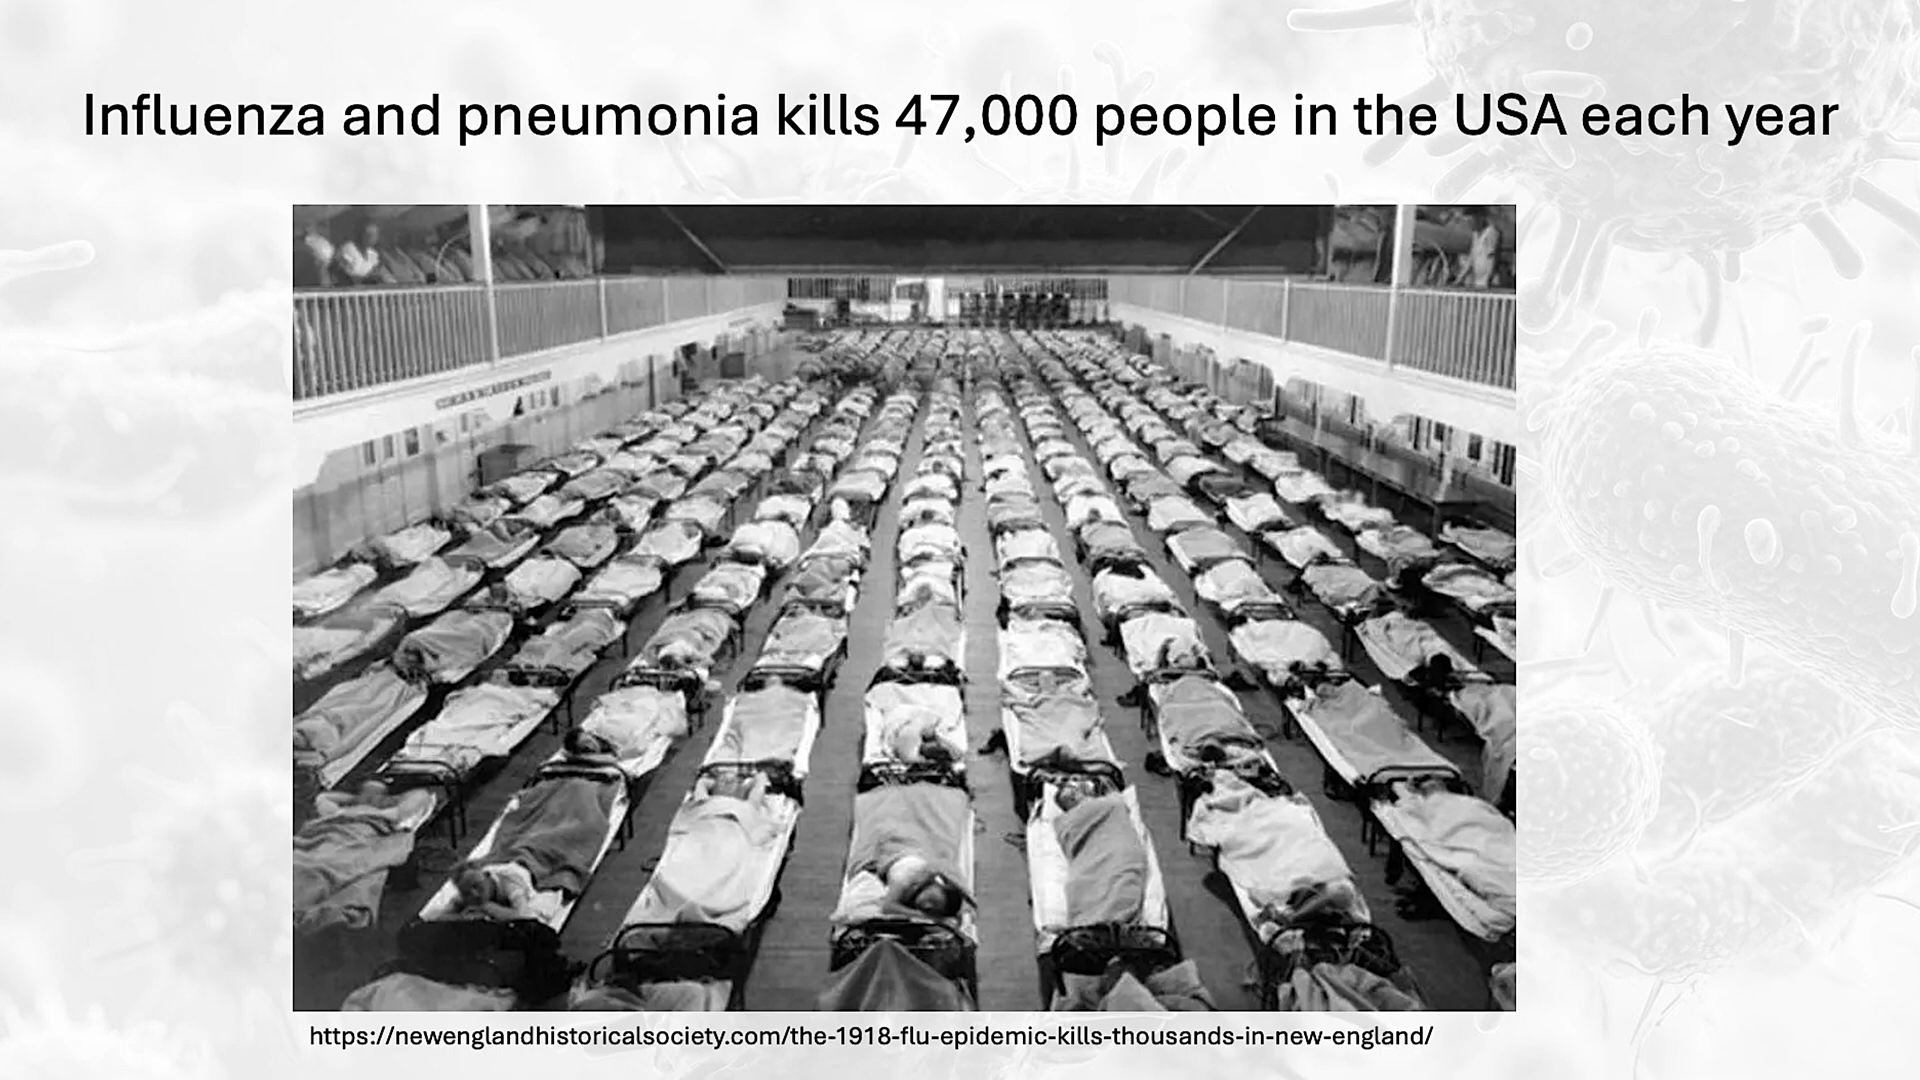 Influenza and pneumonia kills 47,000 people in the USA each year
https://newenglandhistoricalsociety.com/the-1918-flu-epidemic-kills-thousands-in-new-england/